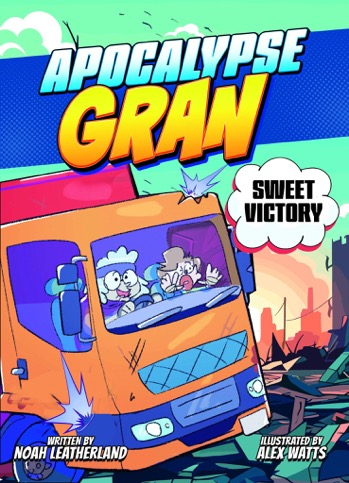 APOCALYPSE
GRAN
SWEET
VICTORY
WRITTEN BY
NOAH LEATHERLAND
ILLUSTRATED BY
ALEX WATTS